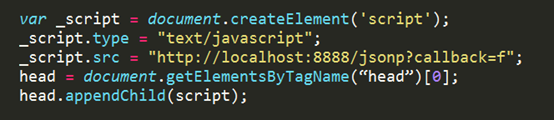 var _script = document.createElement('script');
_script.type = "text/javascript";
_script.src = "http://localhost:8888/jsonp?callback=f";
head = document.getElementsByTagName(“head”)[0];
head.appendChild(script);